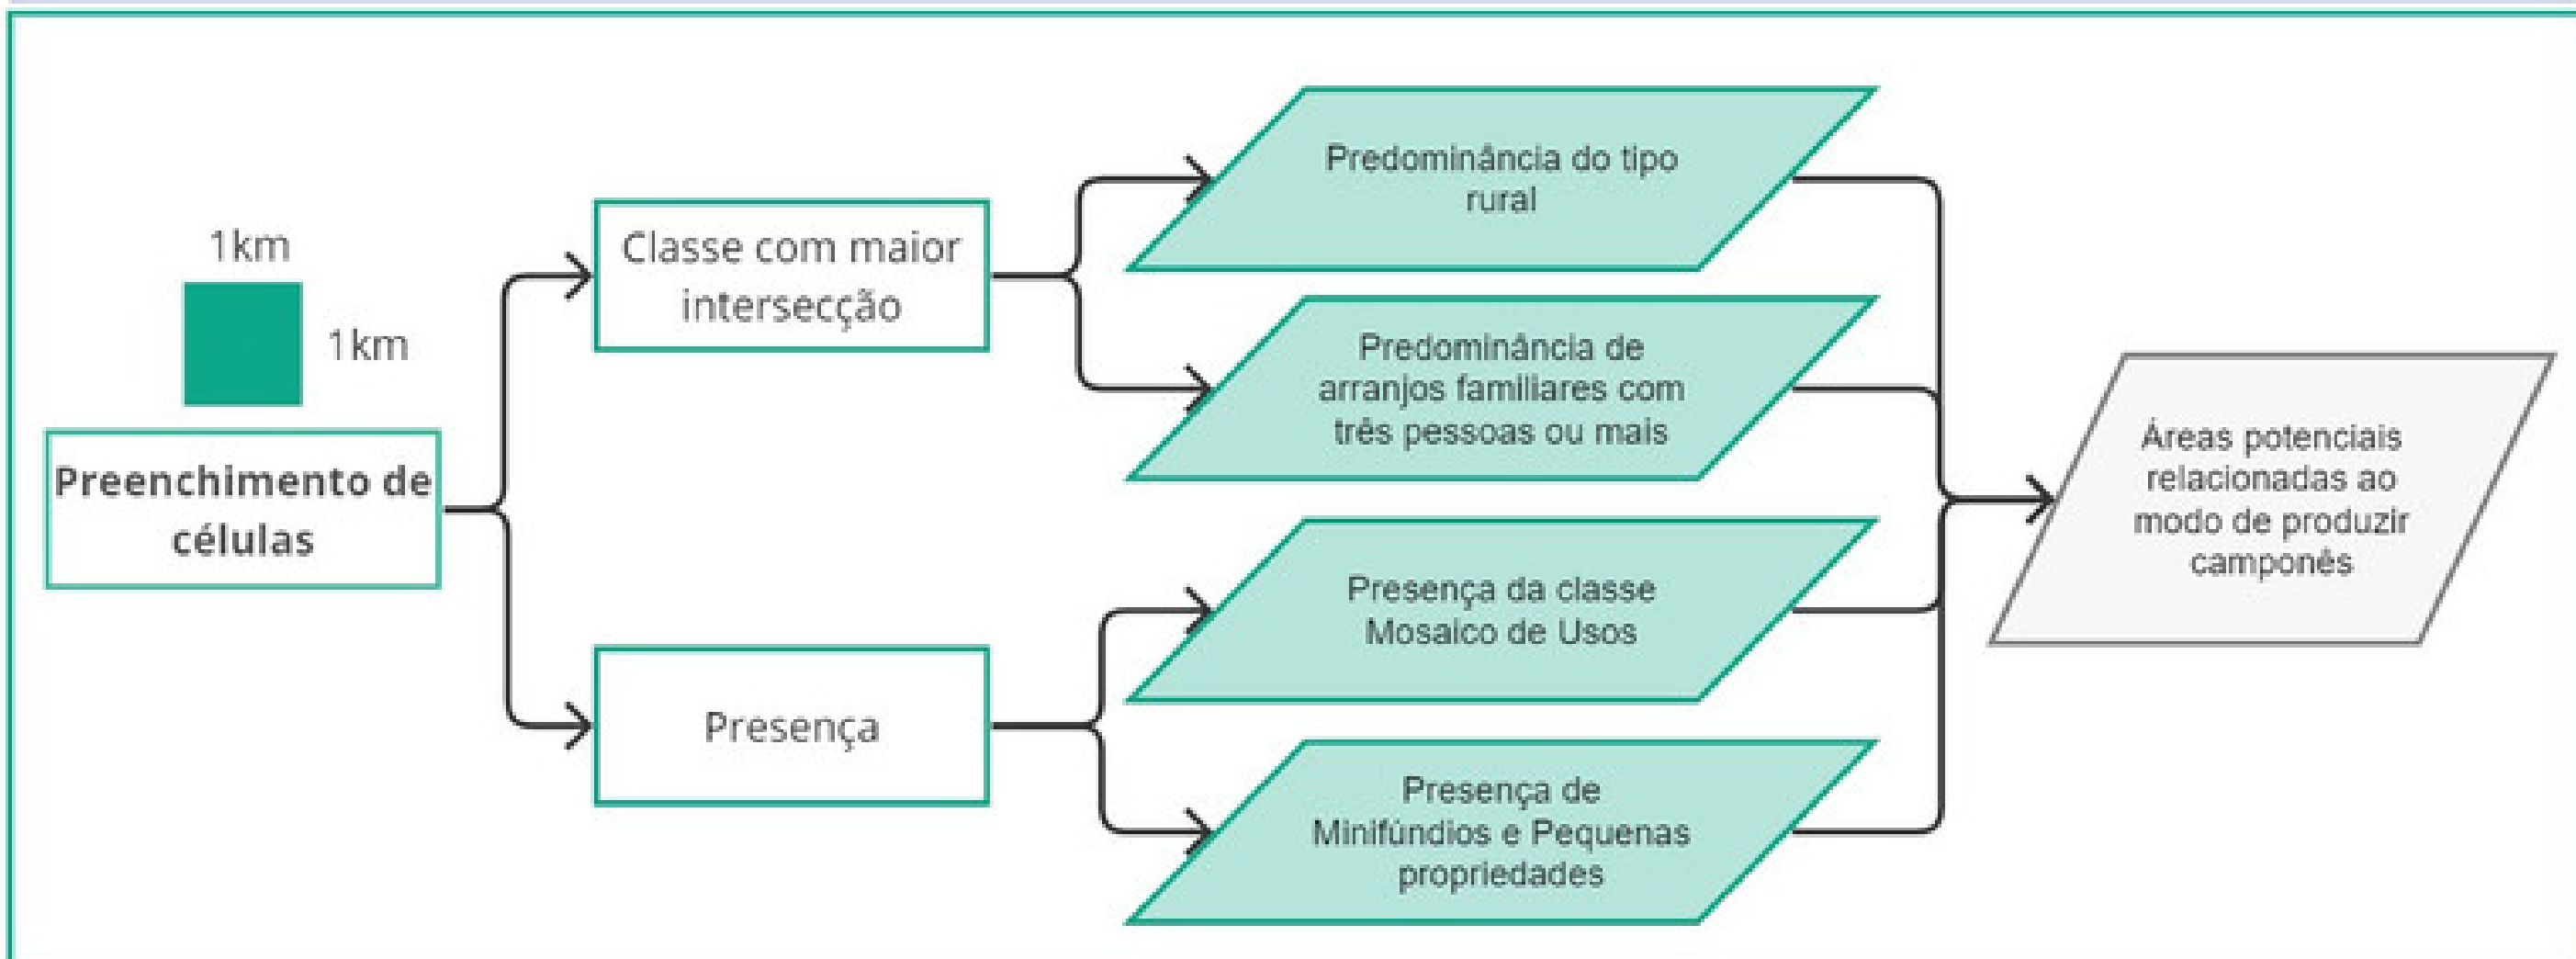 1km
1km
Preenchimento de
células
Classe com maior
intersecção
Presença
Predominância do tipo
rural
Predominância de
arranjos familiares com
três pessoas ou mais
Presença da classe
Mosaico de Usos
Presença de
Minifúndios e Pequenas
propriedades
Áreas potenciais
relacionadas ao
modo de produzir
camponês